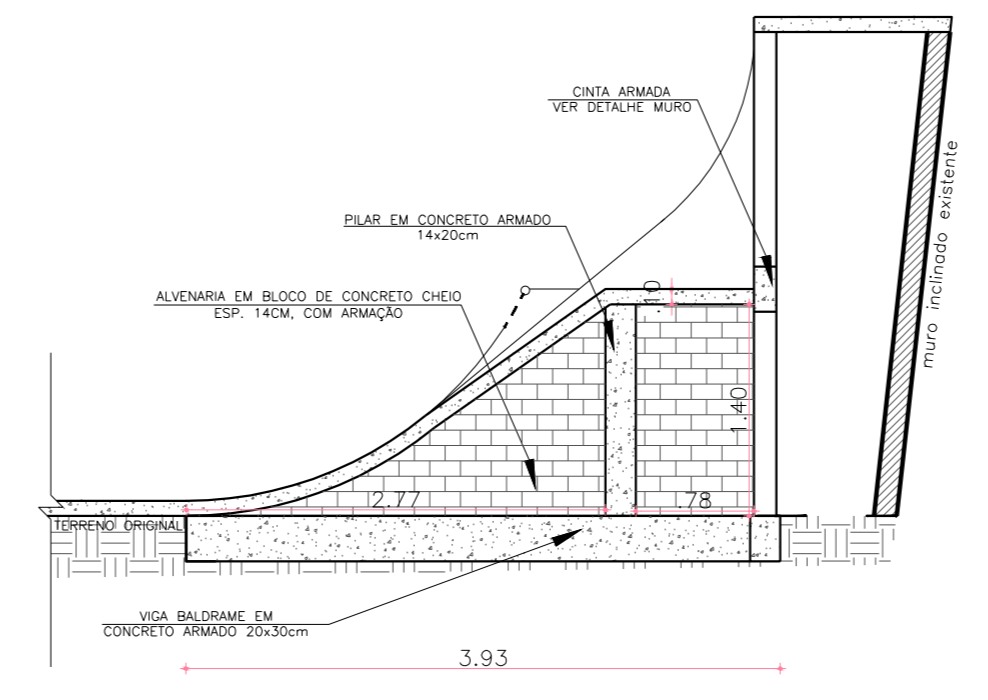 CINTA ARMADA
VER DETALHE MURO
muro inclinado existente
PILAR EM CONCRETO ARMADO
14x20cm
ALVENARIA EM BLOCO DE CONCRETO CHEIO
ESP. 14CM, COM ARMAÇÃO
.10
1.40
2.77
.78
TERRENO ORIGINAL
VIGA BALDRAME EM
CONCRETO ARMADO 20x30cm
3.93